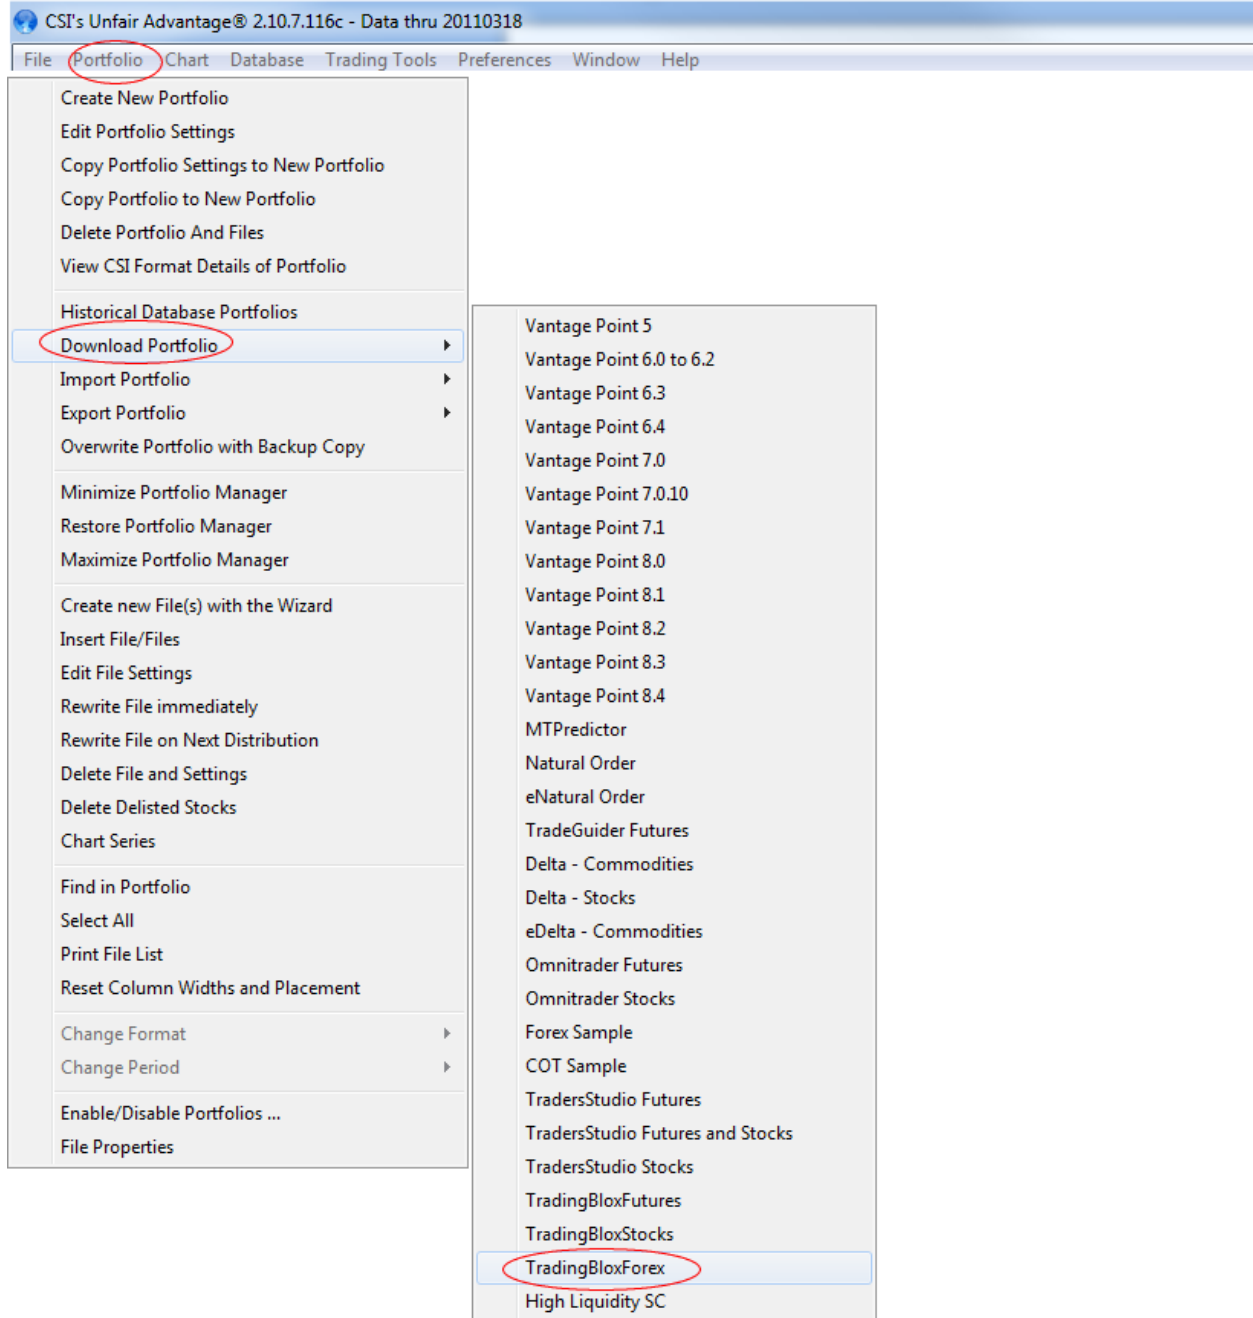 CSI's Unfair Advantage® 2.10.7.116c - Data thru 20110318
File Portfolio Chart Database Trading Tools Preferences Window Help
Create New Portfolio
Edit Portfolio Settings
Copy Portfolio Settings to New Portfolio
Copy Portfolio to New Portfolio
Delete Portfolio And Files
View CSI Format Details of Portfolio
Historical Database Portfolios
Download Portfolio
Import Portfolio
Export Portfolio
Overwrite Portfolio with Backup Copy
Minimize Portfolio Manager
Restore Portfolio Manager
Maximize Portfolio Manager
Create new File(s) with the Wizard
Insert File/Files
Edit File Settings
Rewrite File immediately
Rewrite File on Next Distribution
Delete File and Settings
Delete Delisted Stocks
Chart Series
Find in Portfolio
Select All
Print File List
Reset Column Widths and Placement
Change Format
Change Period
Enable/Disable Portfolios ...
File Properties
Vantage Point 5
Vantage Point 6.0 to 6.2
Vantage Point 6.3
Vantage Point 6.4
Vantage Point 7.0
Vantage Point 7.0.10
Vantage Point 7.1
Vantage Point 8.0
Vantage Point 8.1
Vantage Point 8.2
Vantage Point 8.3
Vantage Point 8.4
MTPredictor
Natural Order
eNatural Order
TradeGuider Futures
Delta - Commodities
Delta - Stocks
eDelta - Commodities
Omnitrader Futures
Omnitrader Stocks
Forex Sample
COT Sample
TradersStudio Futures
TradersStudio Futures and Stocks
TradersStudio Stocks
TradingBloxFutures
TradingBloxStocks
TradingBloxForex
High Liquidity SC